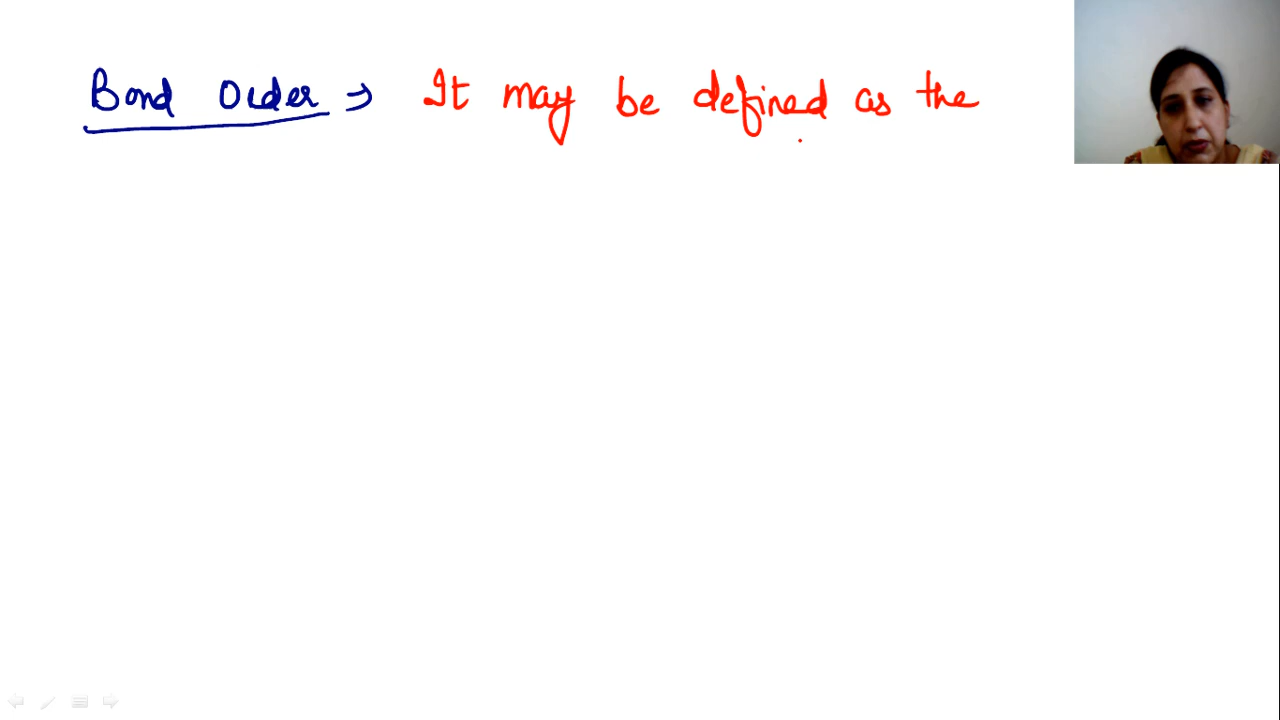 Bond Order ⇒ It may be defined as the